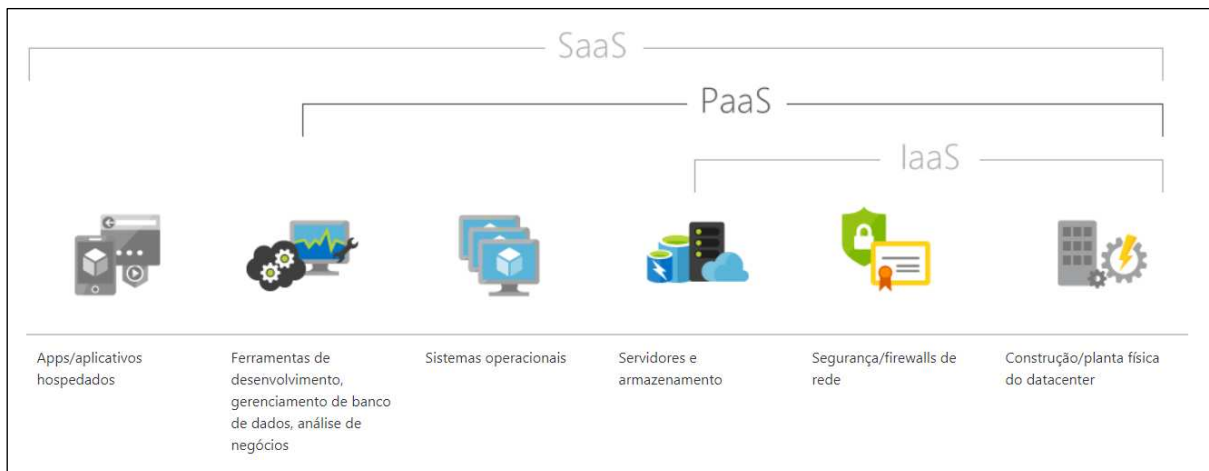 SaaS
PaaS
IaaS
Apps/aplicativos
hospedados
Ferramentas de
desenvolvimento,
gerenciamento de banco
de dados, análise de
negócios
Sistemas operacionais
Servidores e
armazenamento
Segurança/firewalls de
rede
Construção/planta física
do datacenter